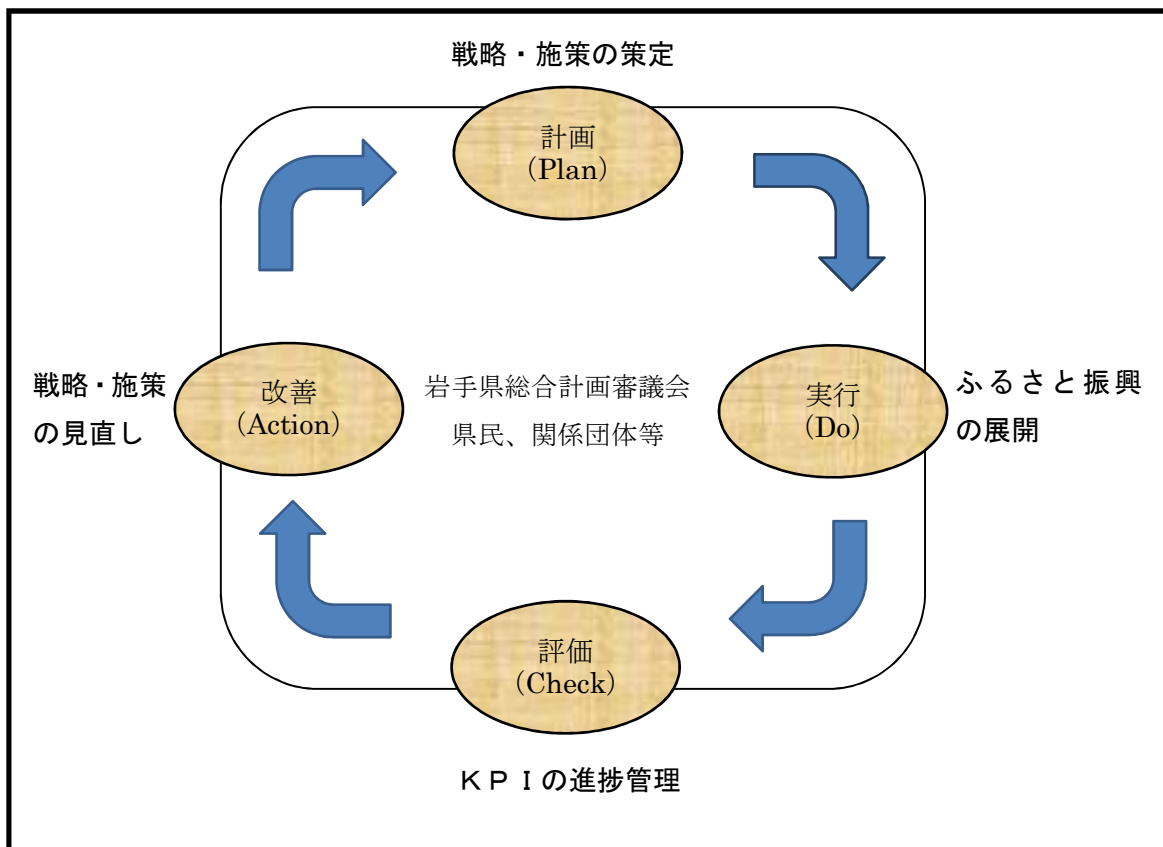 戦略・施策の策定
計画
(Plan)
戦略・施策
の見直し
改善
(Action)
岩手県総合計画審議会
県民、関係団体等
実行
(Do)
ふるさと振興
の展開
評価
(Check)
ＫＰＩの進捗管理